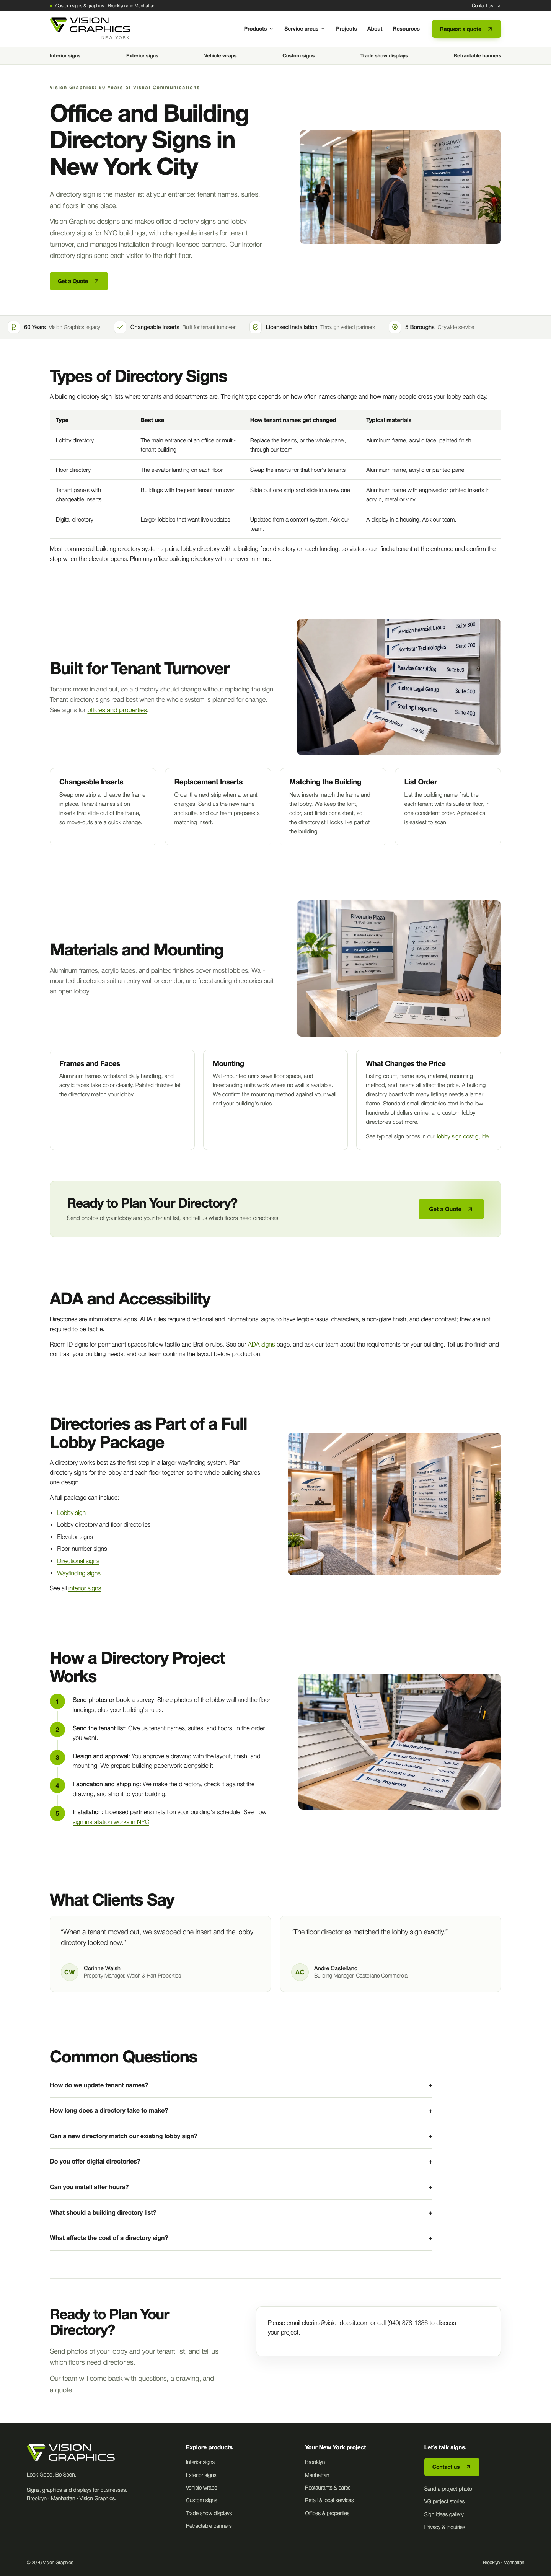 Custom signs & graphics · Brooklyn and Manhattan
Contact us
VISION
GRAPHICS
NEW YORK
Products
Service areas
Projects
About
Resources
Request a quote
Interior signs
Exterior signs
Vehicle wraps
Custom signs
Trade show displays
Retractable banners
Vision Graphics: 60 Years of Visual Communications
Office and Building
Directory Signs in
New York City
A directory sign is the master list at your entrance: tenant names, suites,
and floors in one place.
Vision Graphics designs and makes office directory signs and lobby
directory signs for NYC buildings, with changeable inserts for tenant
turnover, and manages installation through licensed partners. Our interior
directory signs send each visitor to the right floor.
Get a Quote
60 Years Vision Graphics legacy
Changeable Inserts Built for tenant turnover
Licensed Installation Through vetted partners
5 Boroughs Citywide service
Types of Directory Signs
A building directory sign lists where tenants and departments are. The right type depends on how often names change and how many people cross your lobby each day.
Type
Best use
How tenant names get changed
Typical materials
Lobby directory
The main entrance of an office or multi-
tenant building
Replace the inserts, or the whole panel,
through our team
Aluminum frame, acrylic face, painted finish
Floor directory
The elevator landing on each floor
Swap the inserts for that floor's tenants
Aluminum frame, acrylic or painted panel
Tenant panels with
changeable inserts
Buildings with frequent tenant turnover
Slide out one strip and slide in a new one
Aluminum frame with engraved or printed inserts in
acrylic, metal or vinyl
Digital directory
Larger lobbies that want live updates
Updated from a content system. Ask our
team.
A display in a housing. Ask our team.
Most commercial building directory systems pair a lobby directory with a building floor directory on each landing, so visitors can find a tenant at the entrance and confirm the
stop when the elevator opens. Plan any office building directory with turnover in mind.
Meridian Financial Group Suite 800
Northstar Technologies Suite 700
Parkview Consulting Suite 600
Hudson Legal Group Suite 500
Sterling Properties Suite 400
Built for Tenant Turnover
Tenants move in and out, so a directory should change without replacing the sign.
Tenant directory signs read best when the whole system is planned for change.
See signs for offices and properties.
Changeable Inserts
Swap one strip and leave the frame
in place. Tenant names sit on
inserts that slide out of the frame,
so move-outs are a quick change.
Replacement Inserts
Order the next strip when a tenant
changes. Send us the new name
and suite, and our team prepares a
matching insert.
Matching the Building
New inserts match the frame and
the lobby. We keep the font,
color, and finish consistent, so
the directory still looks like part of
the building.
List Order
List the building name first, then
each tenant with its suite or floor, in
one consistent order. Alphabetical
is easiest to scan.
Riverside Plaza
Materials and Mounting
Aluminum frames, acrylic faces, and painted finishes cover most lobbies. Wall-
mounted directories suit an entry wall or corridor, and freestanding directories suit
an open lobby.
Frames and Faces
Aluminum frames withstand daily handling, and
acrylic faces take color cleanly. Painted finishes let
the directory match your lobby.
Mounting
Wall-mounted units save floor space, and
freestanding units work where no wall is available.
We confirm the mounting method against your wall
and your building's rules.
What Changes the Price
Listing count, frame size, material, mounting
method, and inserts all affect the price. A building
directory board with many listings needs a larger
frame. Standard small directories start in the low
hundreds of dollars online, and custom lobby
directories cost more.
See typical sign prices in our lobby sign cost guide.
Ready to Plan Your Directory?
Send photos of your lobby and your tenant list, and tell us which floors need directories.
Get a Quote
ADA and Accessibility
Directories are informational signs. ADA rules require directional and informational signs to have legible visual characters, a non-glare finish, and clear contrast; they are not
required to be tactile.
Room ID signs for permanent spaces follow tactile and Braille rules. See our ADA signs page, and ask our team about the requirements for your building. Tell us the finish and
contrast your building needs, and our team confirms the layout before production.
Directories as Part of a Full
Lobby Package
A directory works best as the first step in a larger wayfinding system. Plan
directory signs for the lobby and each floor together, so the whole building shares
one design.
A full package can include:
Lobby sign
Lobby directory and floor directories
Elevator signs
Floor number signs
Directional signs
Wayfinding signs
See all interior signs.
How a Directory Project
Works
1
Send photos or book a survey: Share photos of the lobby wall and the floor
landings, plus your building's rules.
2
Send the tenant list: Give us tenant names, suites, and floors, in the order
you want.
3
Design and approval: You approve a drawing with the layout, finish, and
mounting. We prepare building paperwork alongside it.
4
Fabrication and shipping: We make the directory, check it against the
drawing, and ship it to your building.
5
Installation: Licensed partners install on your building's schedule. See how
sign installation works in NYC.
What Clients Say
"When a tenant moved out, we swapped one insert and the lobby
directory looked new."
CW
Corinne Walsh
Property Manager, Walsh & Hart Properties
"The floor directories matched the lobby sign exactly."
AC
Andre Castellano
Building Manager, Castellano Commercial
Common Questions
How do we update tenant names?
+
How long does a directory take to make?
+
Can a new directory match our existing lobby sign?
+
Do you offer digital directories?
+
Can you install after hours?
+
What should a building directory list?
+
What affects the cost of a directory sign?
+
Ready to Plan Your
Directory?
Send photos of your lobby and your tenant list, and tell us
which floors need directories.
Our team will come back with questions, a drawing, and
a quote.
Please email ekerins@visiondoesit.com or call (949) 878-1336 to discuss
your project.
VISION
GRAPHICS
Look Good. Be Seen.
Signs, graphics and displays for businesses.
Brooklyn · Manhattan · Vision Graphics.
Explore products
Interior signs
Exterior signs
Vehicle wraps
Custom signs
Trade show displays
Retractable banners
Your New York project
Brooklyn
Manhattan
Restaurants & cafés
Retail & local services
Offices & properties
Let's talk signs.
Contact us
Send a project photo
VG project stories
Sign ideas gallery
Privacy & inquiries
© 2026 Vision Graphics
Brooklyn · Manhattan